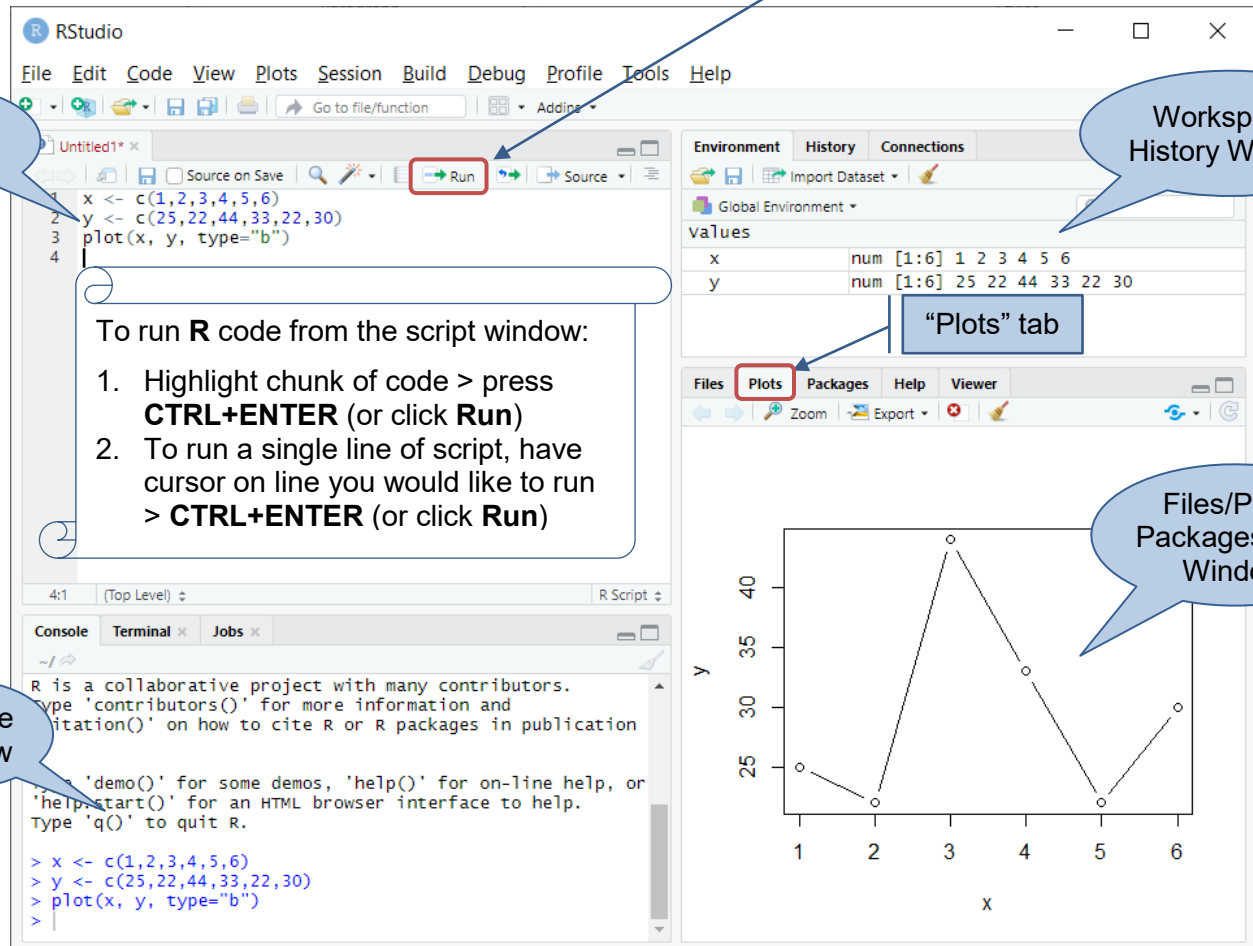 RStudio
File Edit Code View Plots Session Build Debug Profile Tools Help
Go to file/function Addins
Untitled1*
Source on Save Run Source
1 x <- c(1,2,3,4,5,6)
2 y <- c(25,22,44,33,22,30)
3 plot(x, y, type="b")
4
To run R code from the script window:
1. Highlight chunk of code > press
CTRL+ENTER (or click Run)
2. To run a single line of script, have
cursor on line you would like to run
> CTRL+ENTER (or click Run)
4:1 (Top Level) R Script
Console Terminal Jobs
~/
R is a collaborative project with many contributors.
Type 'contributors()' for more information and
'citation()' on how to cite R or R packages in publication
'demo()' for some demos, 'help()' for on-line help, or
'help.start()' for an HTML browser interface to help.
Type 'q()' to quit R.
> x <- c(1,2,3,4,5,6)
> y <- c(25,22,44,33,22,30)
> plot(x, y, type="b")
>
Environment History Connections
Import Dataset
Global Environment
Values
x num [1:6] 1 2 3 4 5 6
y num [1:6] 25 22 44 33 22 30
History
"Plots" tab
Files Plots Packages Help Viewer
Zoom Export
Files/P
Packages
Wind
40
35
y
30
25
1 2 3 4 5 6
x